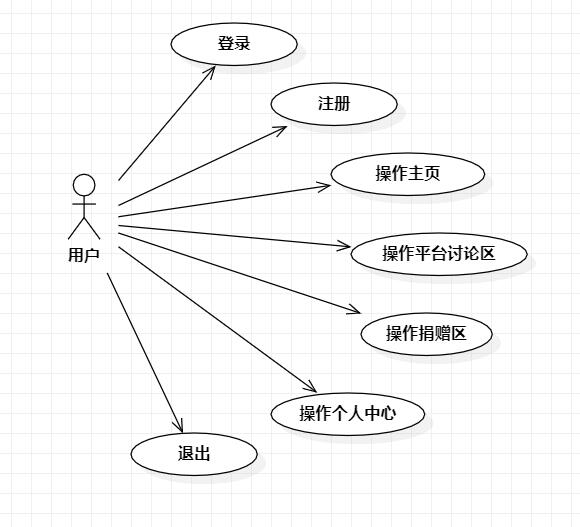 登录
注册
操作主页
操作平台讨论区
用户
操作捐赠区
操作个人中心
退出